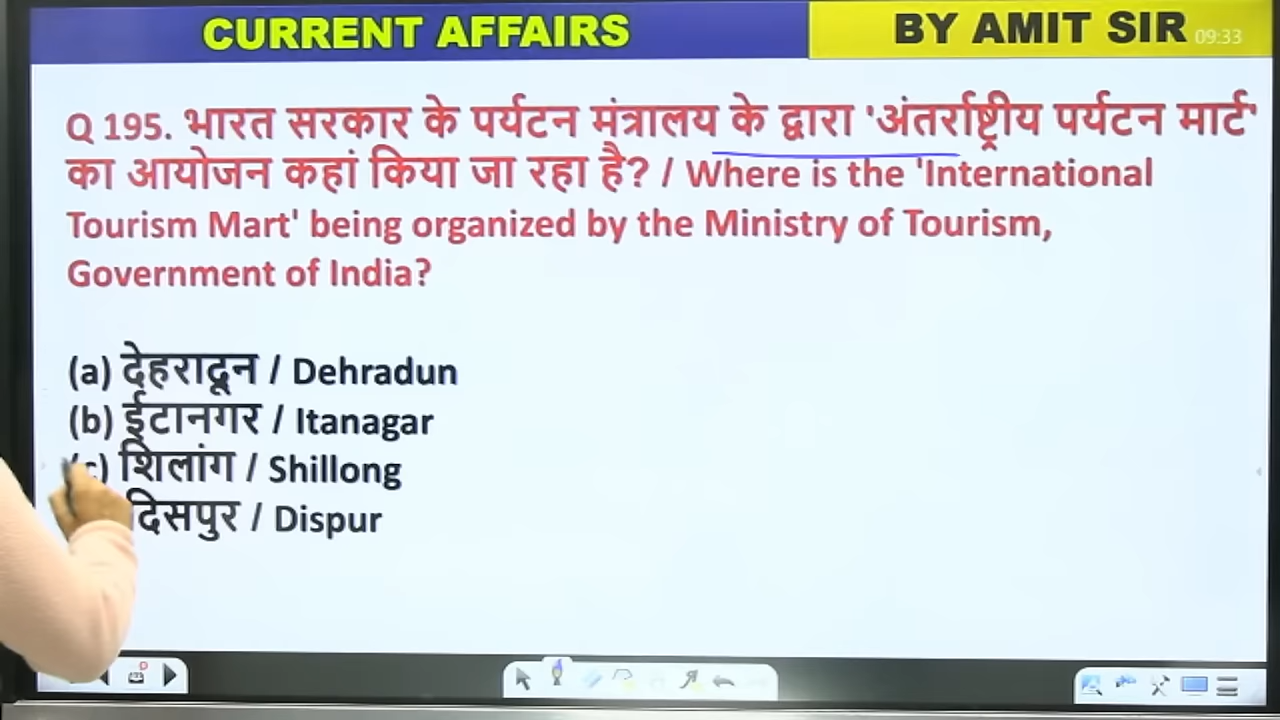 CURRENT AFFAIRS
BY AMIT SIR
09:33
Q 195. भारत सरकार के पर्यटन मंत्रालय के द्वारा 'अंतर्राष्ट्रीय पर्यटन मार्ट'
का आयोजन कहां किया जा रहा है? / Where is the 'International
Tourism Mart' being organized by the Ministry of Tourism,
Government of India?
(a) देहरादून / Dehradun
(b) ईटानगर / Itanagar
(c) शिलांग / Shillong
दिसपुर / Dispur